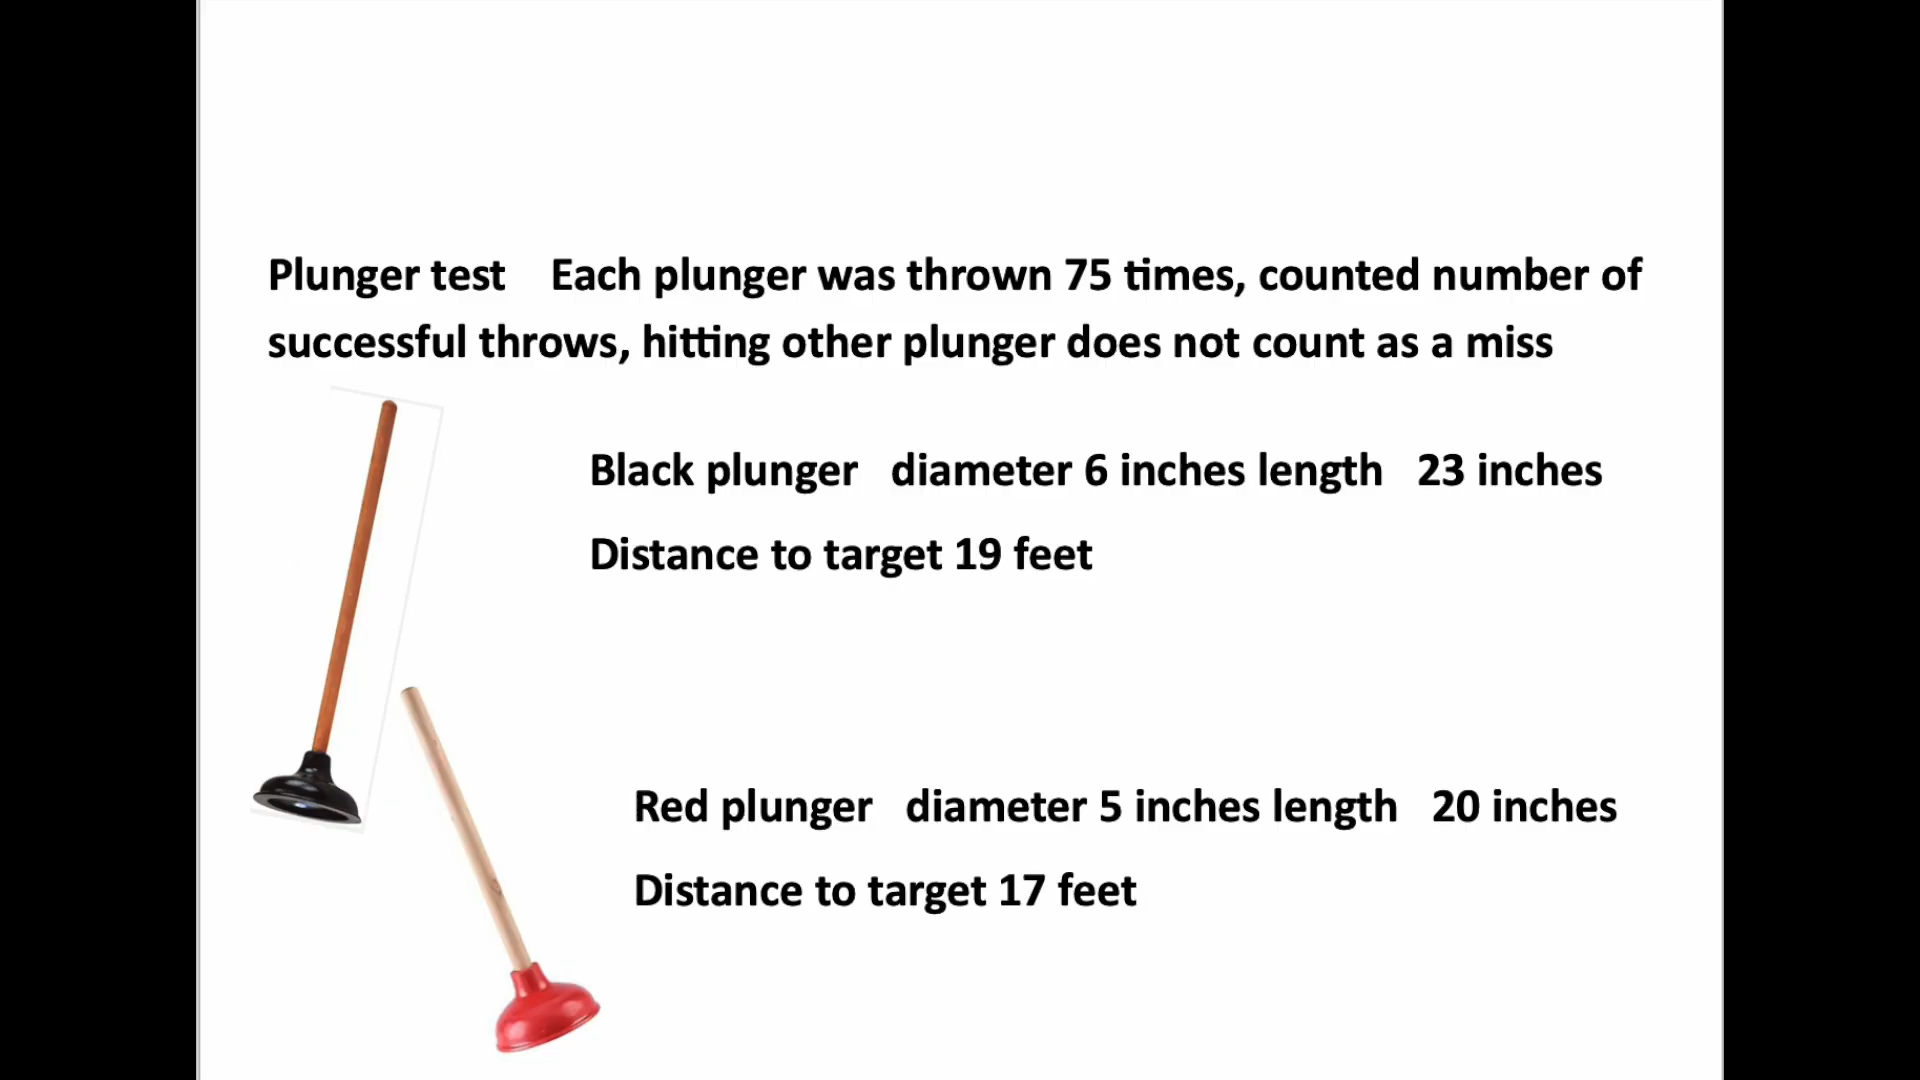 Plunger test    Each plunger was thrown 75 times, counted number of
successful throws, hitting other plunger does not count as a miss
Black plunger   diameter 6 inches length   23 inches
Distance to target 19 feet
Red plunger   diameter 5 inches length   20 inches
Distance to target 17 feet